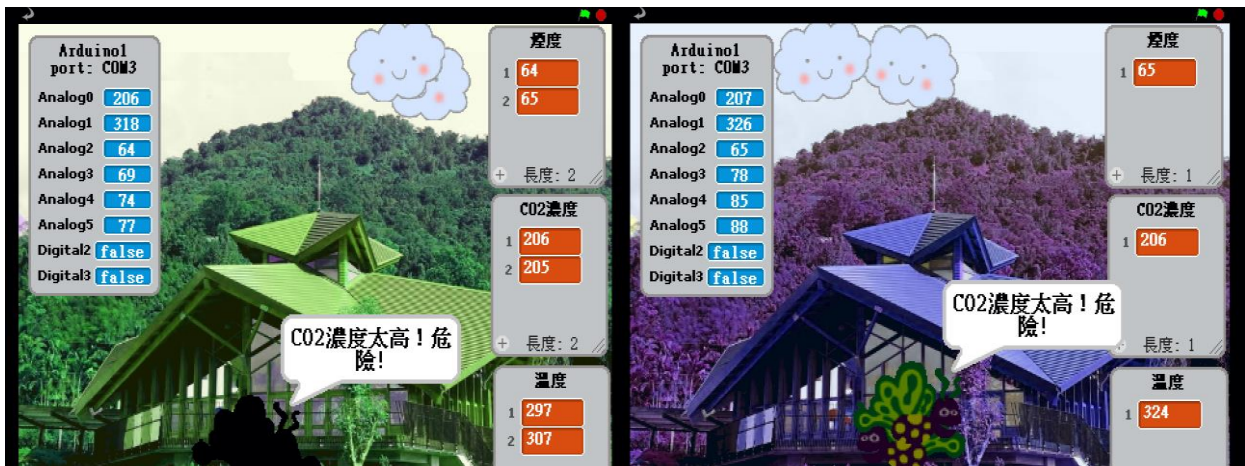 Arduino1
port: COM3
Analog0 206
Analog1 318
Analog2 64
Analog3 69
Analog4 74
Analog5 77
Digital2 false
Digital3 false
煙度
1 64
2 65
+ 長度: 2
CO2濃度
1 206
2 205
+ 長度: 2
溫度
1 297
2 307
CO2濃度太高！危
險!
Arduino1
port: COM3
Analog0 207
Analog1 326
Analog2 65
Analog3 78
Analog4 85
Analog5 88
Digital2 false
Digital3 false
煙度
1 65
+ 長度: 1
CO2濃度
1 206
+ 長度: 1
溫度
1 324
CO2濃度太高！危
險!